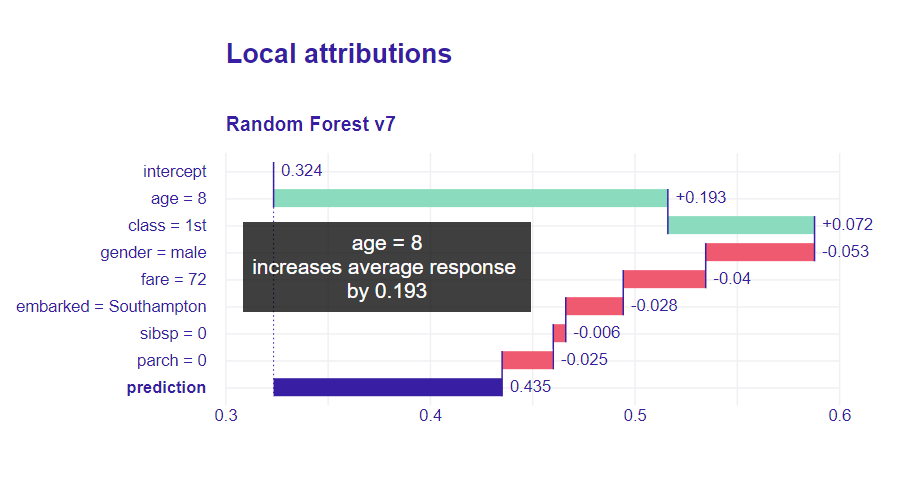 Local attributions
Random Forest v7
intercept 0.324
age = 8 +0.193
class = 1st +0.072
gender = male -0.053
fare = 72 -0.04
embarked = Southampton -0.028
sibsp = 0 -0.006
parch = 0 -0.025
prediction 0.435
age = 8
increases average response
by 0.193
0.3 0.4 0.5 0.6